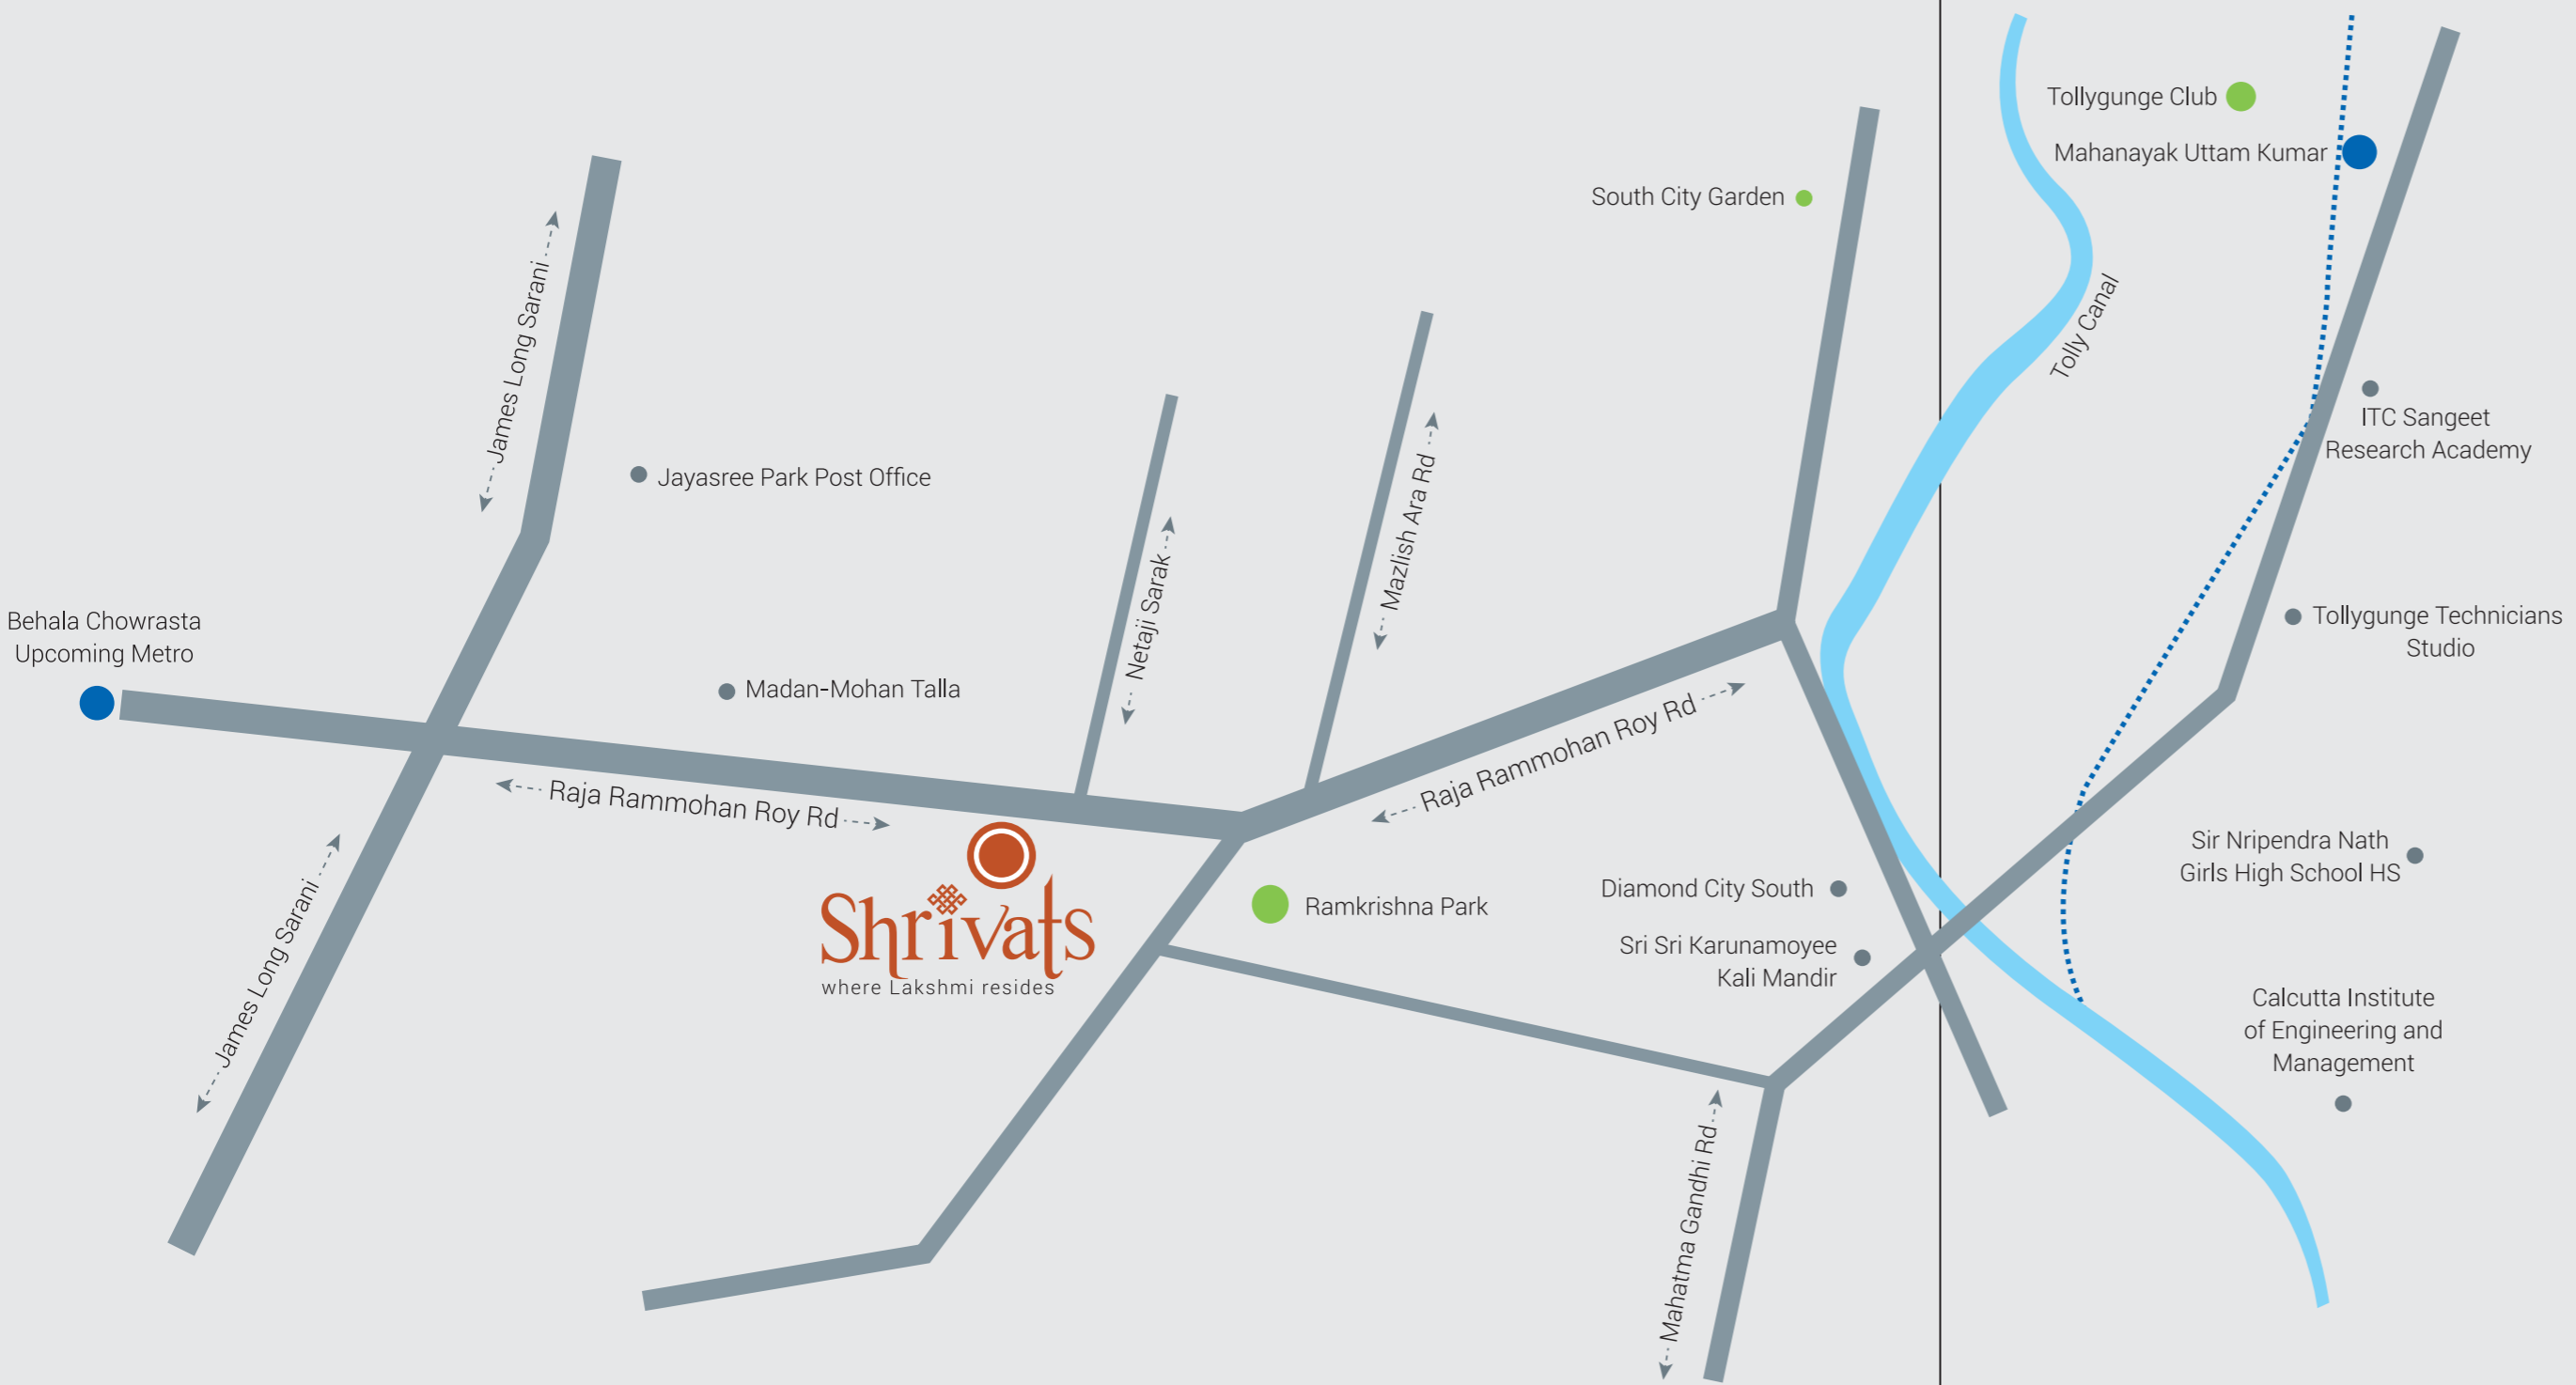 Tollygunge Club
Mahanayak Uttam Kumar
South City Garden
James Long Sarani
Tolly Canal
ITC Sangeet
Research Academy
Jayasree Park Post Office
Mazlish Ara Rd
Netaji Sarak
Behala Chowrasta
Upcoming Metro
Tollygunge Technicians
Studio
Madan-Mohan Talla
Raja Rammohan Roy Rd
Raja Rammohan Roy Rd
Sir Nripendra Nath
Girls High School HS
Diamond City South
Ramkrishna Park
Shrivats
where Lakshmi resides
Sri Sri Karunamoyee
Kali Mandir
James Long Sarani
Calcutta Institute
of Engineering and
Management
Mahatma Gandhi Rd